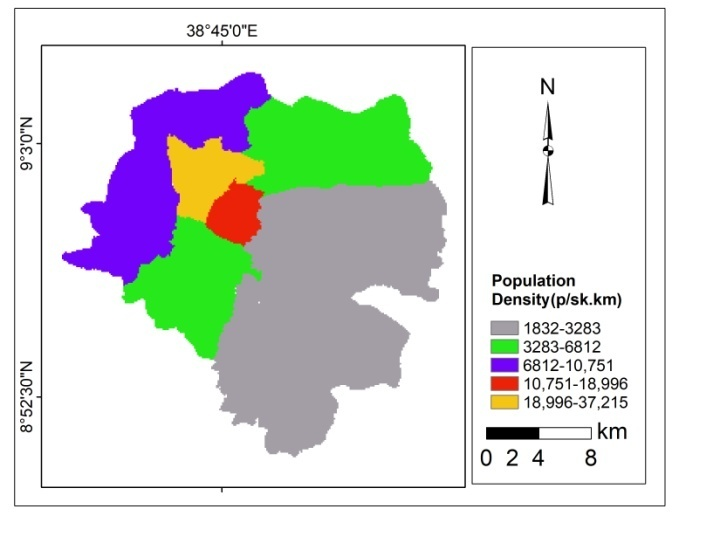 38°45'0"E
9°3'0"N
8°52'30"N
N
Population
Density(p/sk.km)
1832-3283
3283-6812
6812-10,751
10,751-18,996
18,996-37,215
km
0 2 4 8